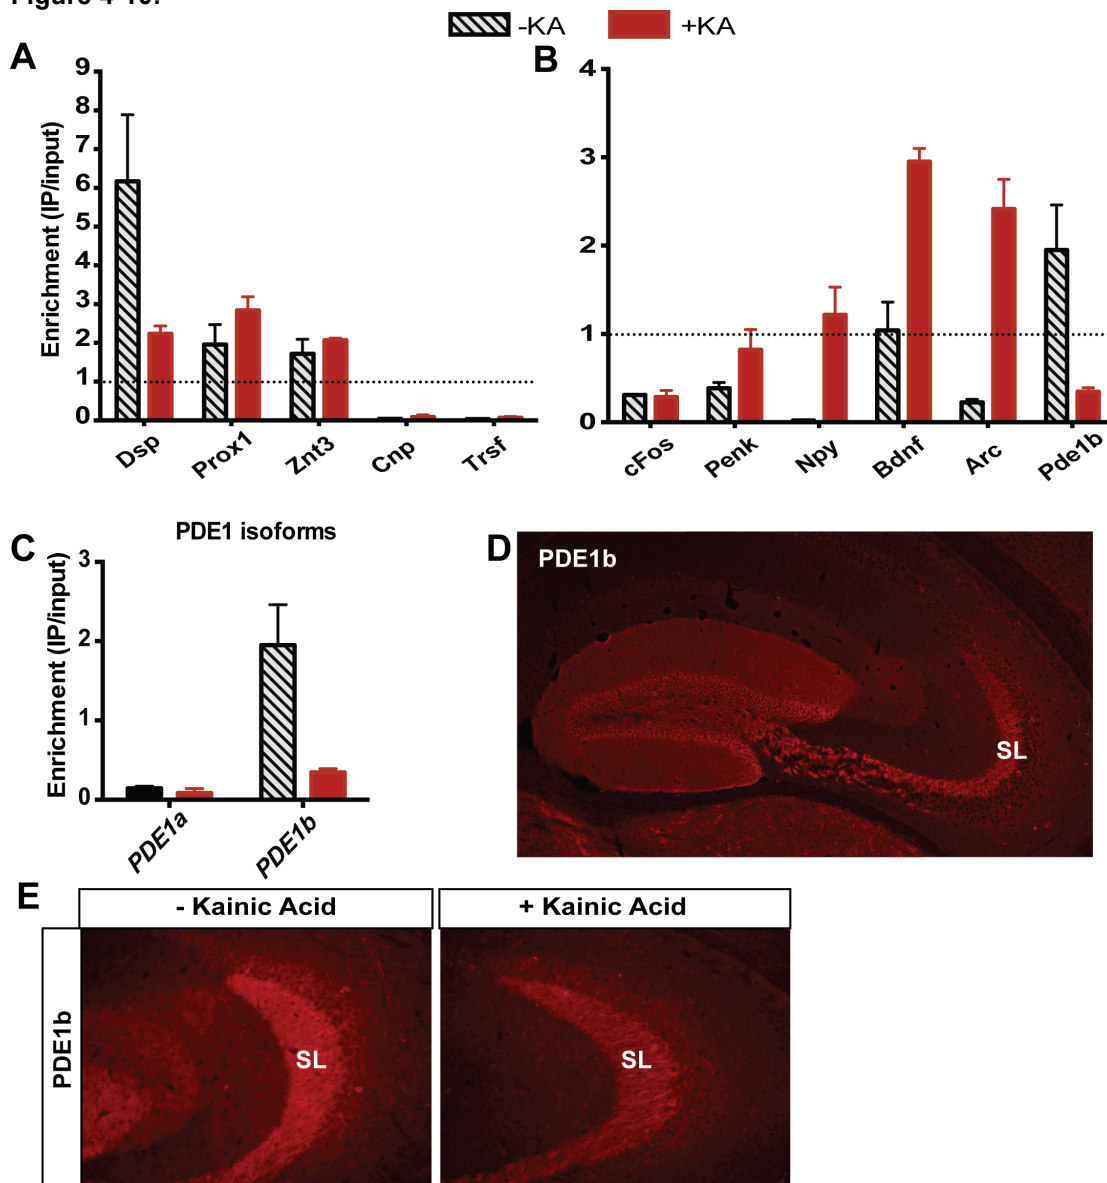 Figure 4-10:
-KA +KA
A
9
8
7
6
5
4
3
2
1
0
Enrichment (IP/input)
Dsp Prox1 Znt3 Cnp Trsf
B
4
3
2
1
0
cFos Penk Npy Bdnf Arc Pde1b
C
PDE1 isoforms
3
2
1
0
Enrichment (IP/input)
PDE1a PDE1b
D
PDE1b
SL
E
- Kainic Acid + Kainic Acid
PDE1b
SL SL